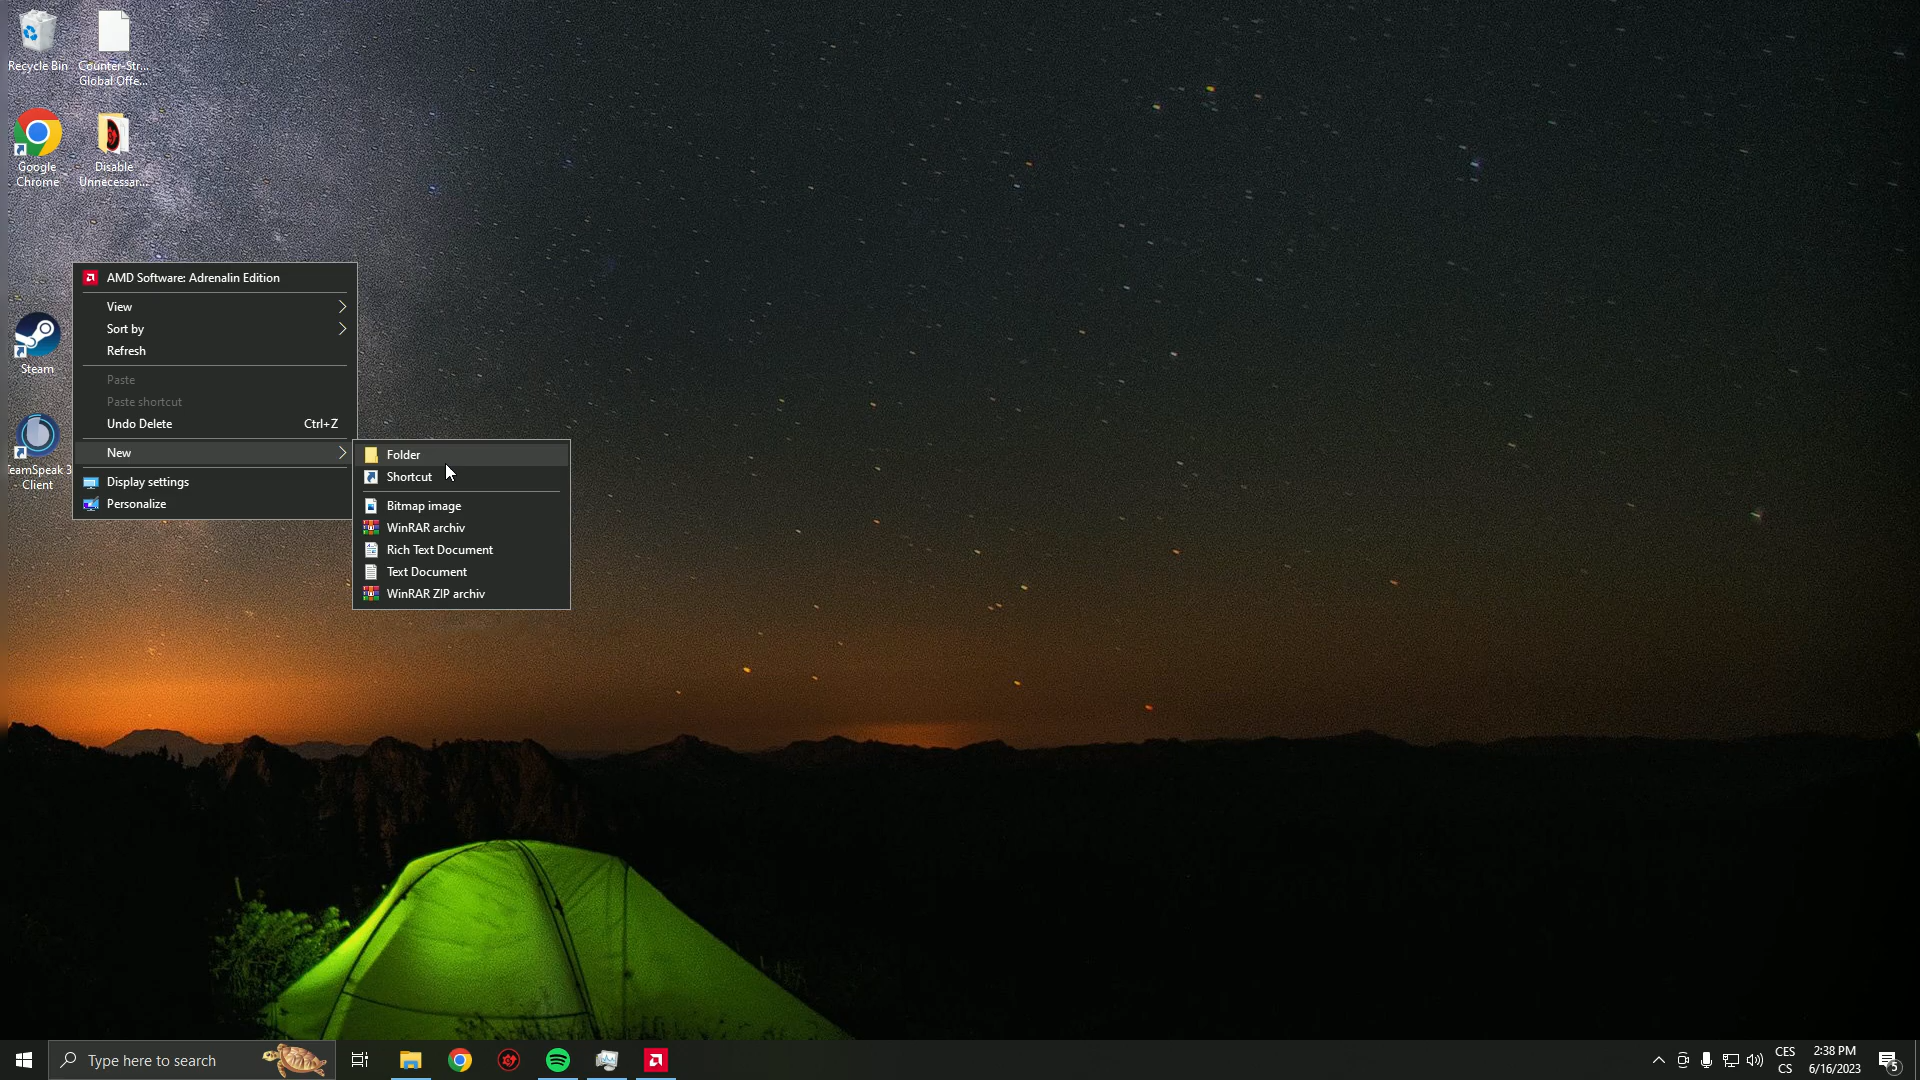 Recycle Bin
Counter-Str...
Global Offe...
Google
Chrome
Disable
Unnecessar...
Steam
TeamSpeak 3
Client
AMD Software: Adrenalin Edition
View
Sort by
Refresh
Paste
Paste shortcut
Undo Delete Ctrl+Z
New
Display settings
Personalize
Folder
Shortcut
Bitmap image
WinRAR archiv
Rich Text Document
Text Document
WinRAR ZIP archiv
Type here to search
CES
CS
2:38 PM
6/16/2023
5